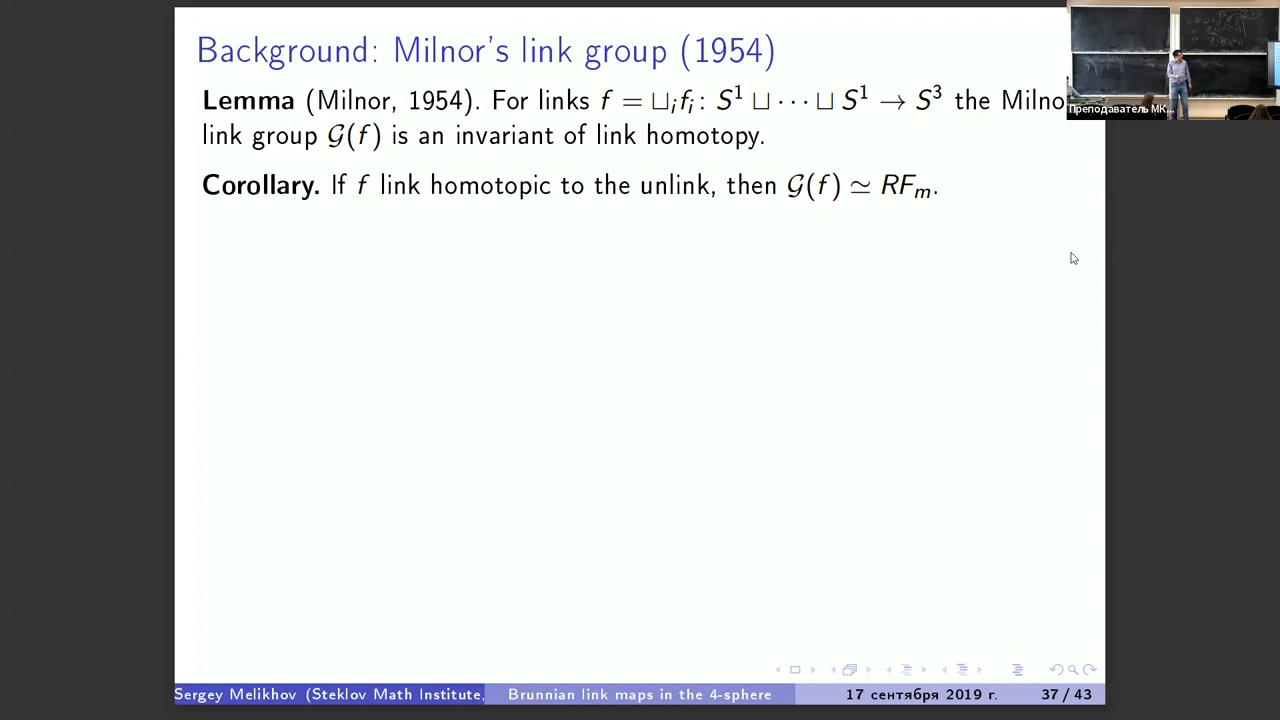 Background: Milnor's link group (1954)
Lemma (Milnor, 1954). For links f = ⊔ᵢfᵢ: S¹ ⊔ ··· ⊔ S¹ → S³ the Milno
link group 𝒢(f) is an invariant of link homotopy.
Corollary. If f link homotopic to the unlink, then 𝒢(f) ≃ RFₘ.
Преподаватель МК...
Sergey Melikhov (Steklov Math Institute, Brunnian link maps in the 4-sphere 17 сентября 2019 г. 37 / 43